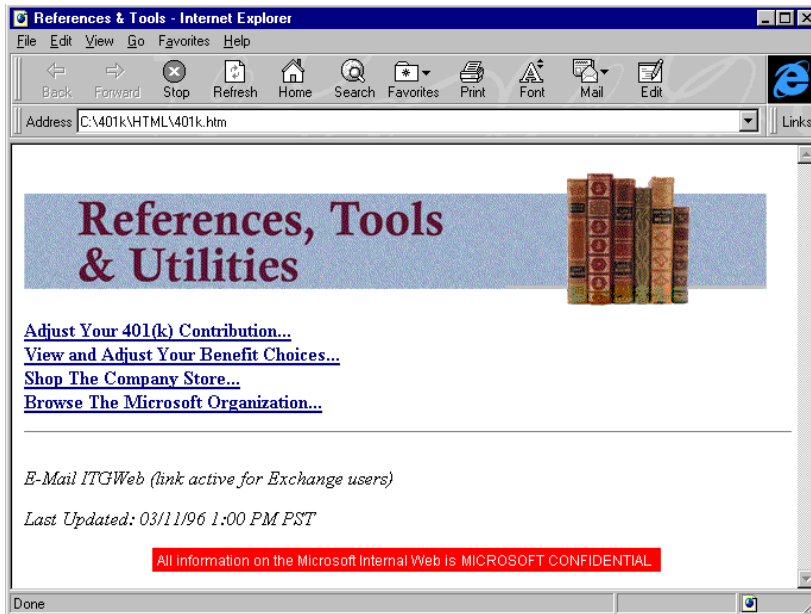 References & Tools - Internet Explorer
File Edit View Go Favorites Help
Back Forward Stop Refresh Home Search Favorites Print Font Mail Edit
Address C:\401k\HTML\401k.htm Links
References, Tools
& Utilities
Adjust Your 401(k) Contribution...
View and Adjust Your Benefit Choices...
Shop The Company Store...
Browse The Microsoft Organization...
E-Mail ITGWeb (link active for Exchange users)
Last Updated: 03/11/96 1:00 PM PST
All information on the Microsoft Internal Web is MICROSOFT CONFIDENTIAL
Done